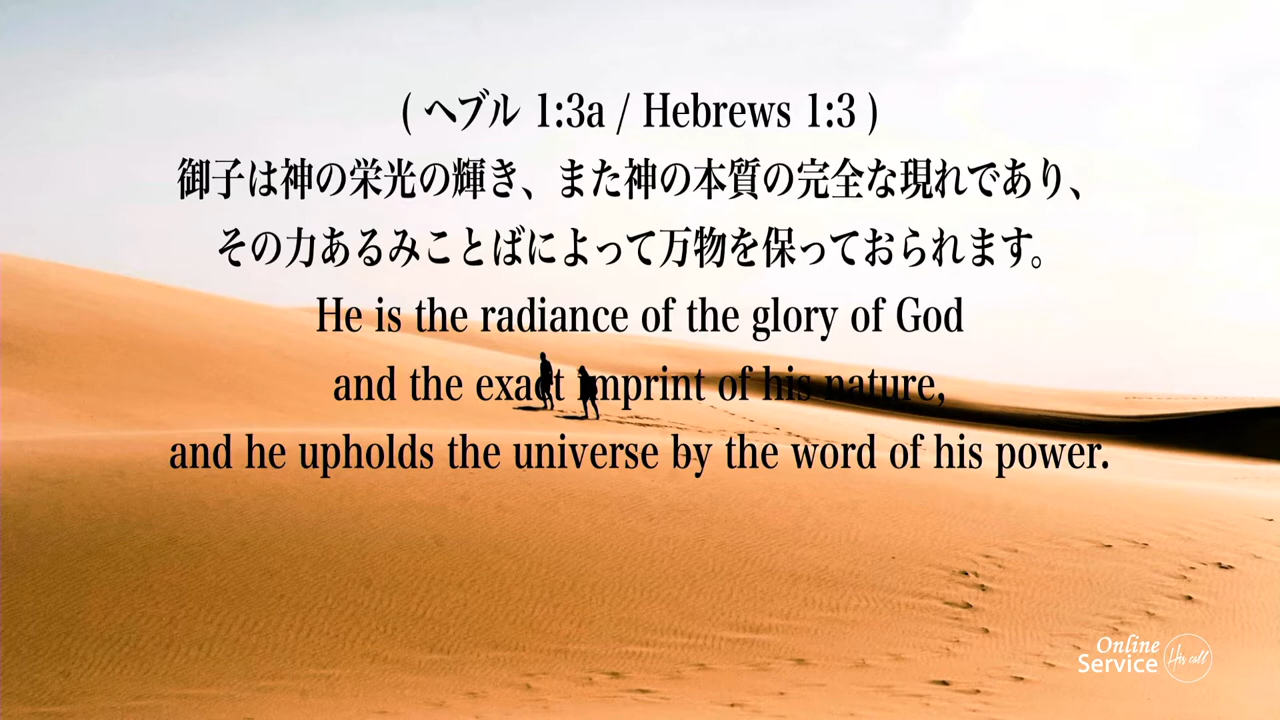 ( ヘブル 1:3a / Hebrews 1:3 )
御子は神の栄光の輝き、また神の本質の完全な現れであり、
その力あるみことばによって万物を保っておられます。
He is the radiance of the glory of God
and the exact imprint of his nature,
and he upholds the universe by the word of his power.
Online
Service
His call